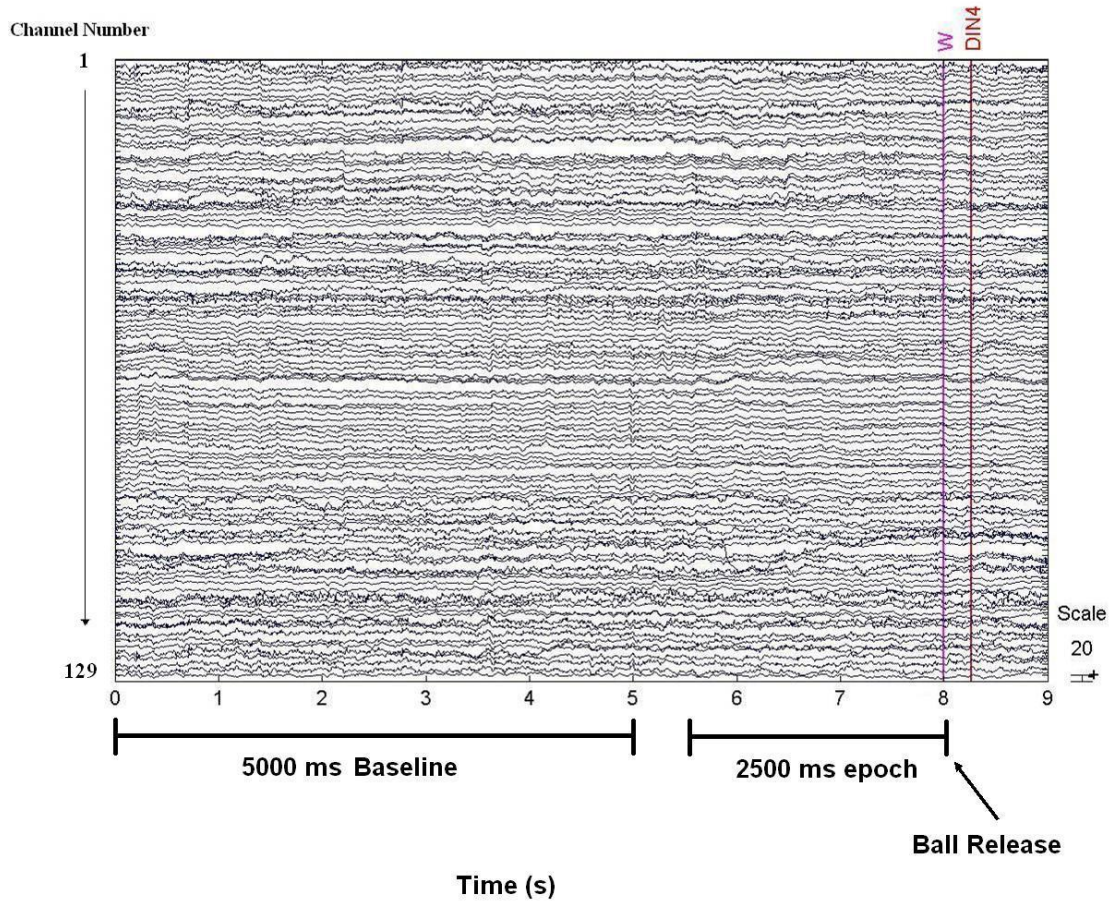 Channel Number
W
DIN4
1
129
Scale
20
+
0 1 2 3 4 5 6 7 8 9
5000 ms Baseline
2500 ms epoch
Ball Release
Time (s)